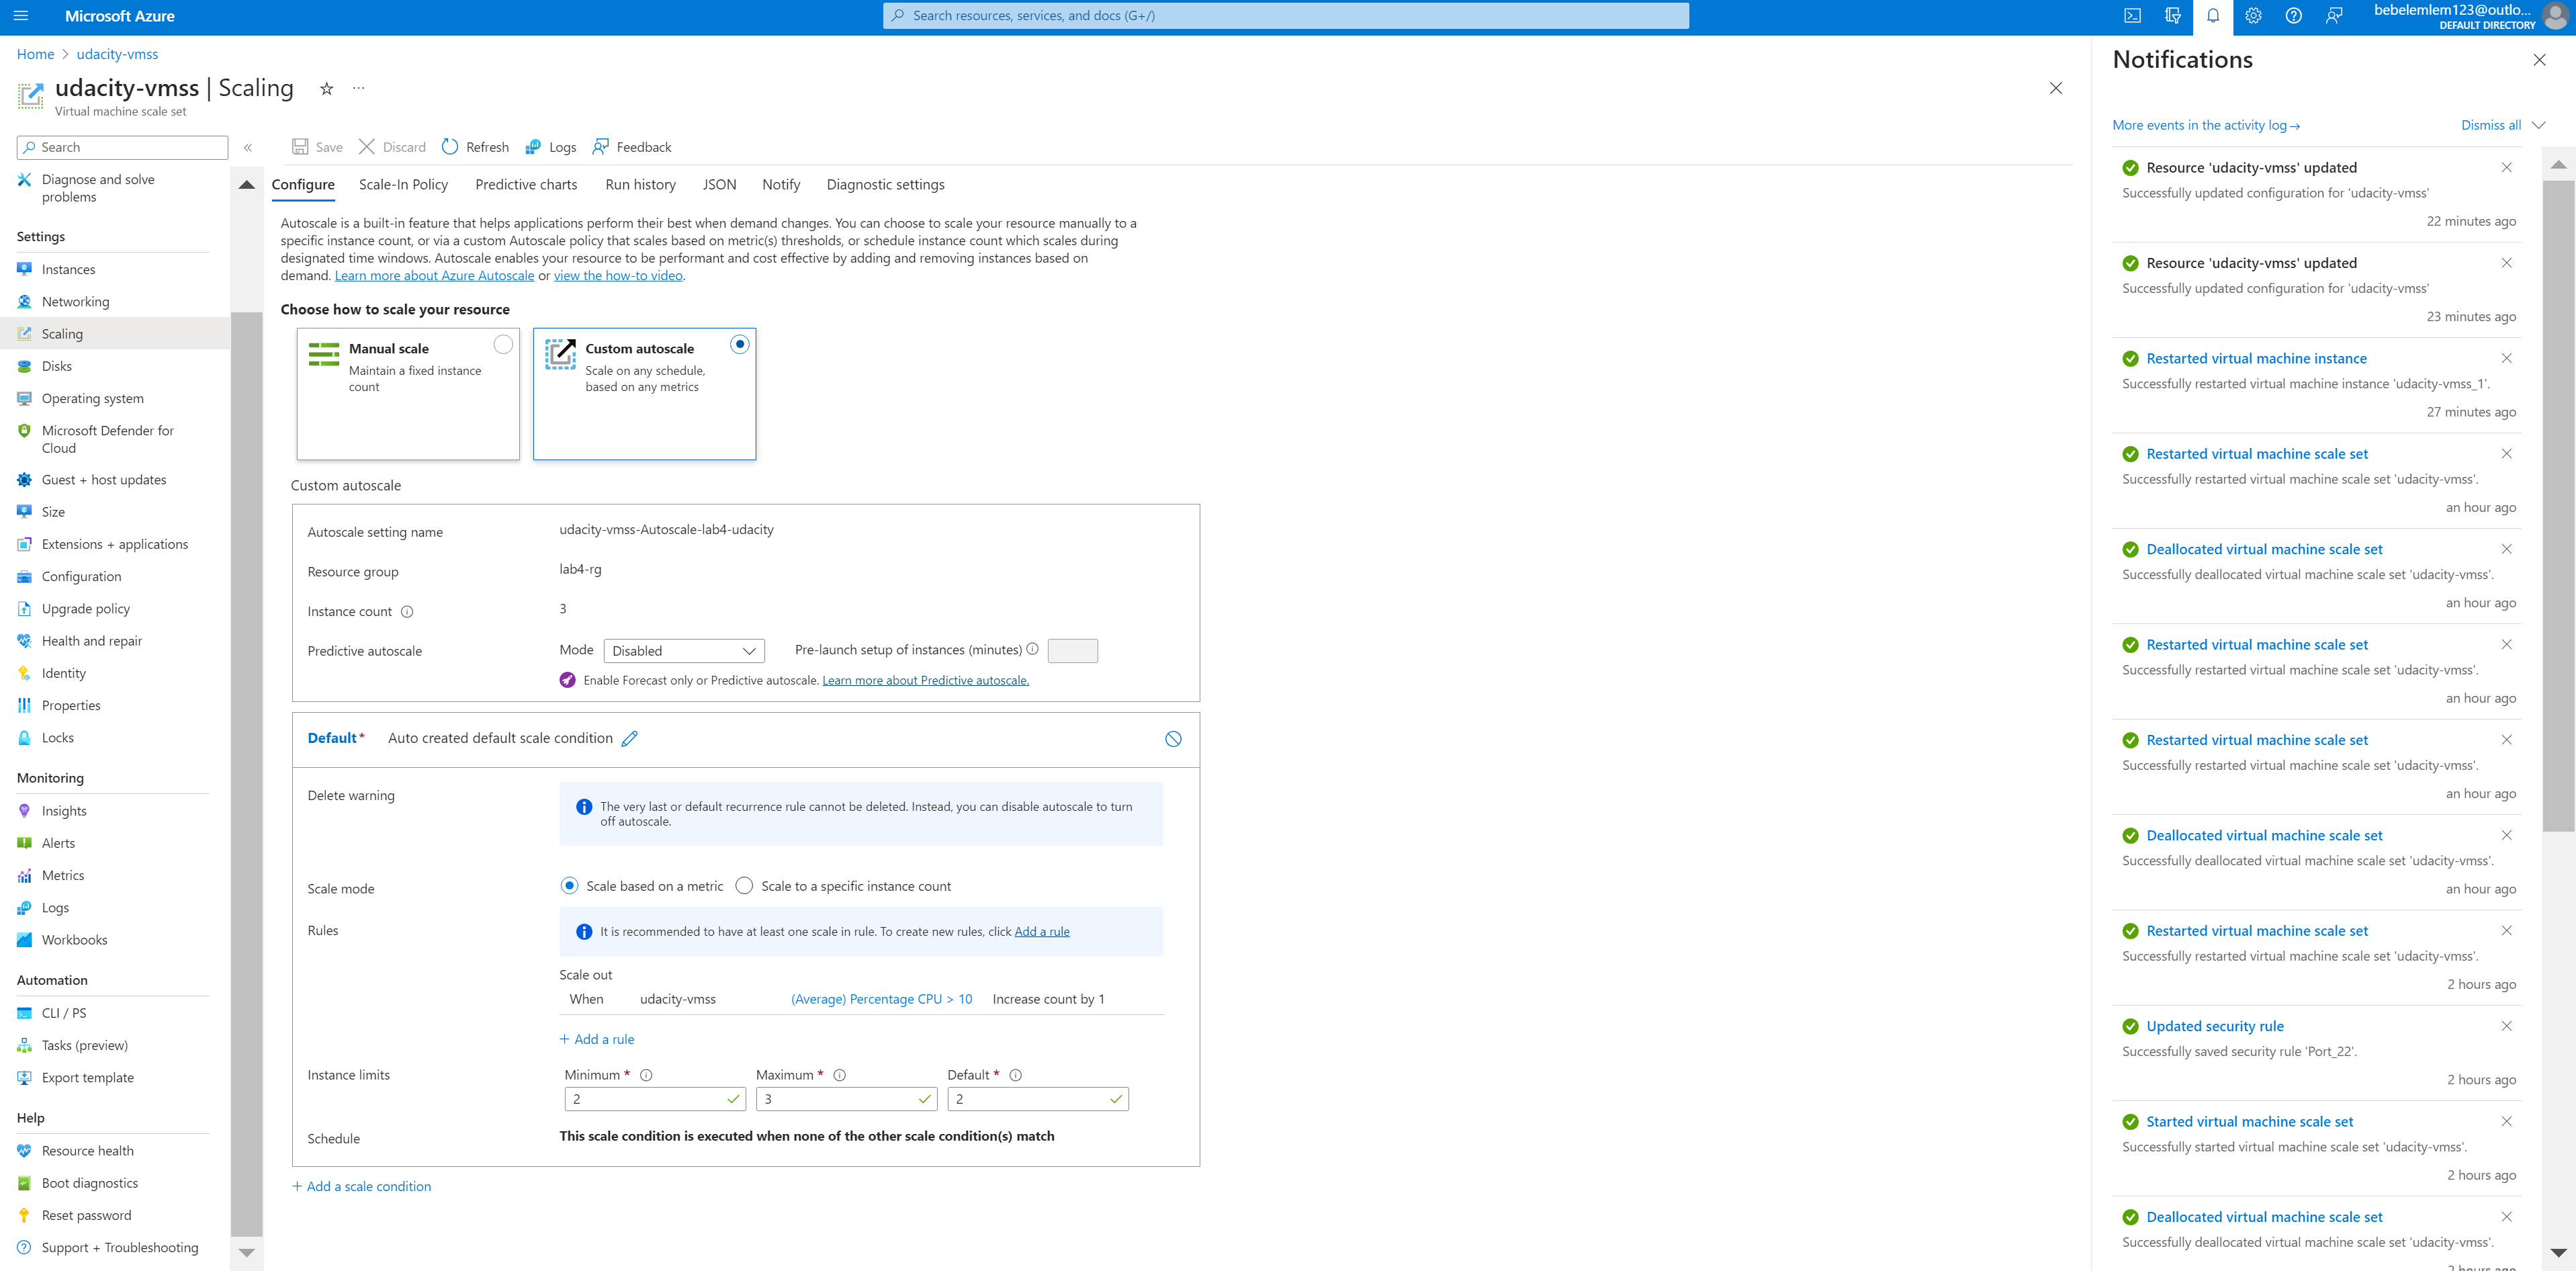 Microsoft Azure
Search resources, services, and docs (G+/)
bebelemlem123@outlo...
DEFAULT DIRECTORY
Home > udacity-vmss
udacity-vmss | Scaling
Virtual machine scale set
Search
Diagnose and solve
problems
Settings
Instances
Networking
Scaling
Disks
Operating system
Microsoft Defender for
Cloud
Guest + host updates
Size
Extensions + applications
Configuration
Upgrade policy
Health and repair
Identity
Properties
Locks
Monitoring
Insights
Alerts
Metrics
Logs
Workbooks
Automation
CLI / PS
Tasks (preview)
Export template
Help
Resource health
Boot diagnostics
Reset password
Support + Troubleshooting
Save Discard Refresh Logs Feedback
Configure Scale-In Policy Predictive charts Run history JSON Notify Diagnostic settings
Autoscale is a built-in feature that helps applications perform their best when demand changes. You can choose to scale your resource manually to a
specific instance count, or via a custom Autoscale policy that scales based on metric(s) thresholds, or schedule instance count which scales during
designated time windows. Autoscale enables your resource to be performant and cost effective by adding and removing instances based on
demand. Learn more about Azure Autoscale or view the how-to video.
Choose how to scale your resource
Manual scale
Maintain a fixed instance
count
Custom autoscale
Scale on any schedule,
based on any metrics
Custom autoscale
Autoscale setting name udacity-vmss-Autoscale-lab4-udacity
Resource group lab4-rg
Instance count 3
Predictive autoscale Mode Disabled Pre-launch setup of instances (minutes)
Enable Forecast only or Predictive autoscale. Learn more about Predictive autoscale.
Default* Auto created default scale condition
Delete warning
The very last or default recurrence rule cannot be deleted. Instead, you can disable autoscale to turn
off autoscale.
Scale mode Scale based on a metric Scale to a specific instance count
Rules It is recommended to have at least one scale in rule. To create new rules, click Add a rule
Scale out
When udacity-vmss (Average) Percentage CPU > 10 Increase count by 1
+ Add a rule
Instance limits Minimum * Maximum * Default *
2 3 2
Schedule This scale condition is executed when none of the other scale condition(s) match
+ Add a scale condition
Notifications
More events in the activity log→ Dismiss all
Resource 'udacity-vmss' updated
Successfully updated configuration for 'udacity-vmss'
22 minutes ago
Resource 'udacity-vmss' updated
Successfully updated configuration for 'udacity-vmss'
23 minutes ago
Restarted virtual machine instance
Successfully restarted virtual machine instance 'udacity-vmss_1'.
27 minutes ago
Restarted virtual machine scale set
Successfully restarted virtual machine scale set 'udacity-vmss'.
an hour ago
Deallocated virtual machine scale set
Successfully deallocated virtual machine scale set 'udacity-vmss'.
an hour ago
Restarted virtual machine scale set
Successfully restarted virtual machine scale set 'udacity-vmss'.
an hour ago
Restarted virtual machine scale set
Successfully restarted virtual machine scale set 'udacity-vmss'.
an hour ago
Deallocated virtual machine scale set
Successfully deallocated virtual machine scale set 'udacity-vmss'.
an hour ago
Restarted virtual machine scale set
Successfully restarted virtual machine scale set 'udacity-vmss'.
2 hours ago
Updated security rule
Successfully saved security rule 'Port_22'.
2 hours ago
Started virtual machine scale set
Successfully started virtual machine scale set 'udacity-vmss'.
2 hours ago
Deallocated virtual machine scale set
Successfully deallocated virtual machine scale set 'udacity-vmss'.
2 hours ago